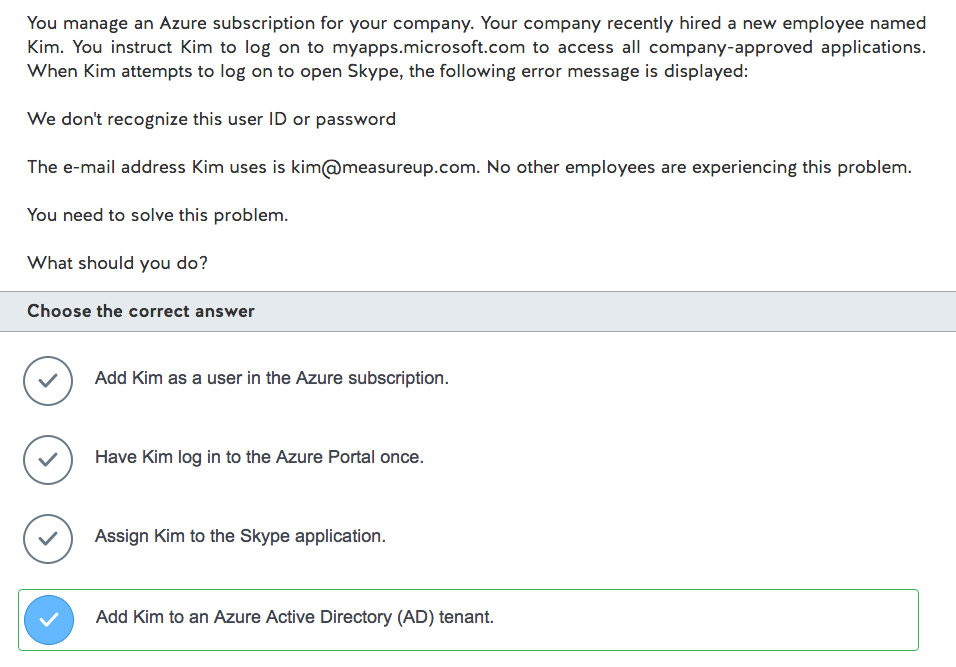 You manage an Azure subscription for your company. Your company recently hired a new employee named
Kim. You instruct Kim to log on to myapps.microsoft.com to access all company-approved applications.
When Kim attempts to log on to open Skype, the following error message is displayed:
We don't recognize this user ID or password
The e-mail address Kim uses is kim@measureup.com. No other employees are experiencing this problem.
You need to solve this problem.
What should you do?
Choose the correct answer
Add Kim as a user in the Azure subscription.
Have Kim log in to the Azure Portal once.
Assign Kim to the Skype application.
Add Kim to an Azure Active Directory (AD) tenant.